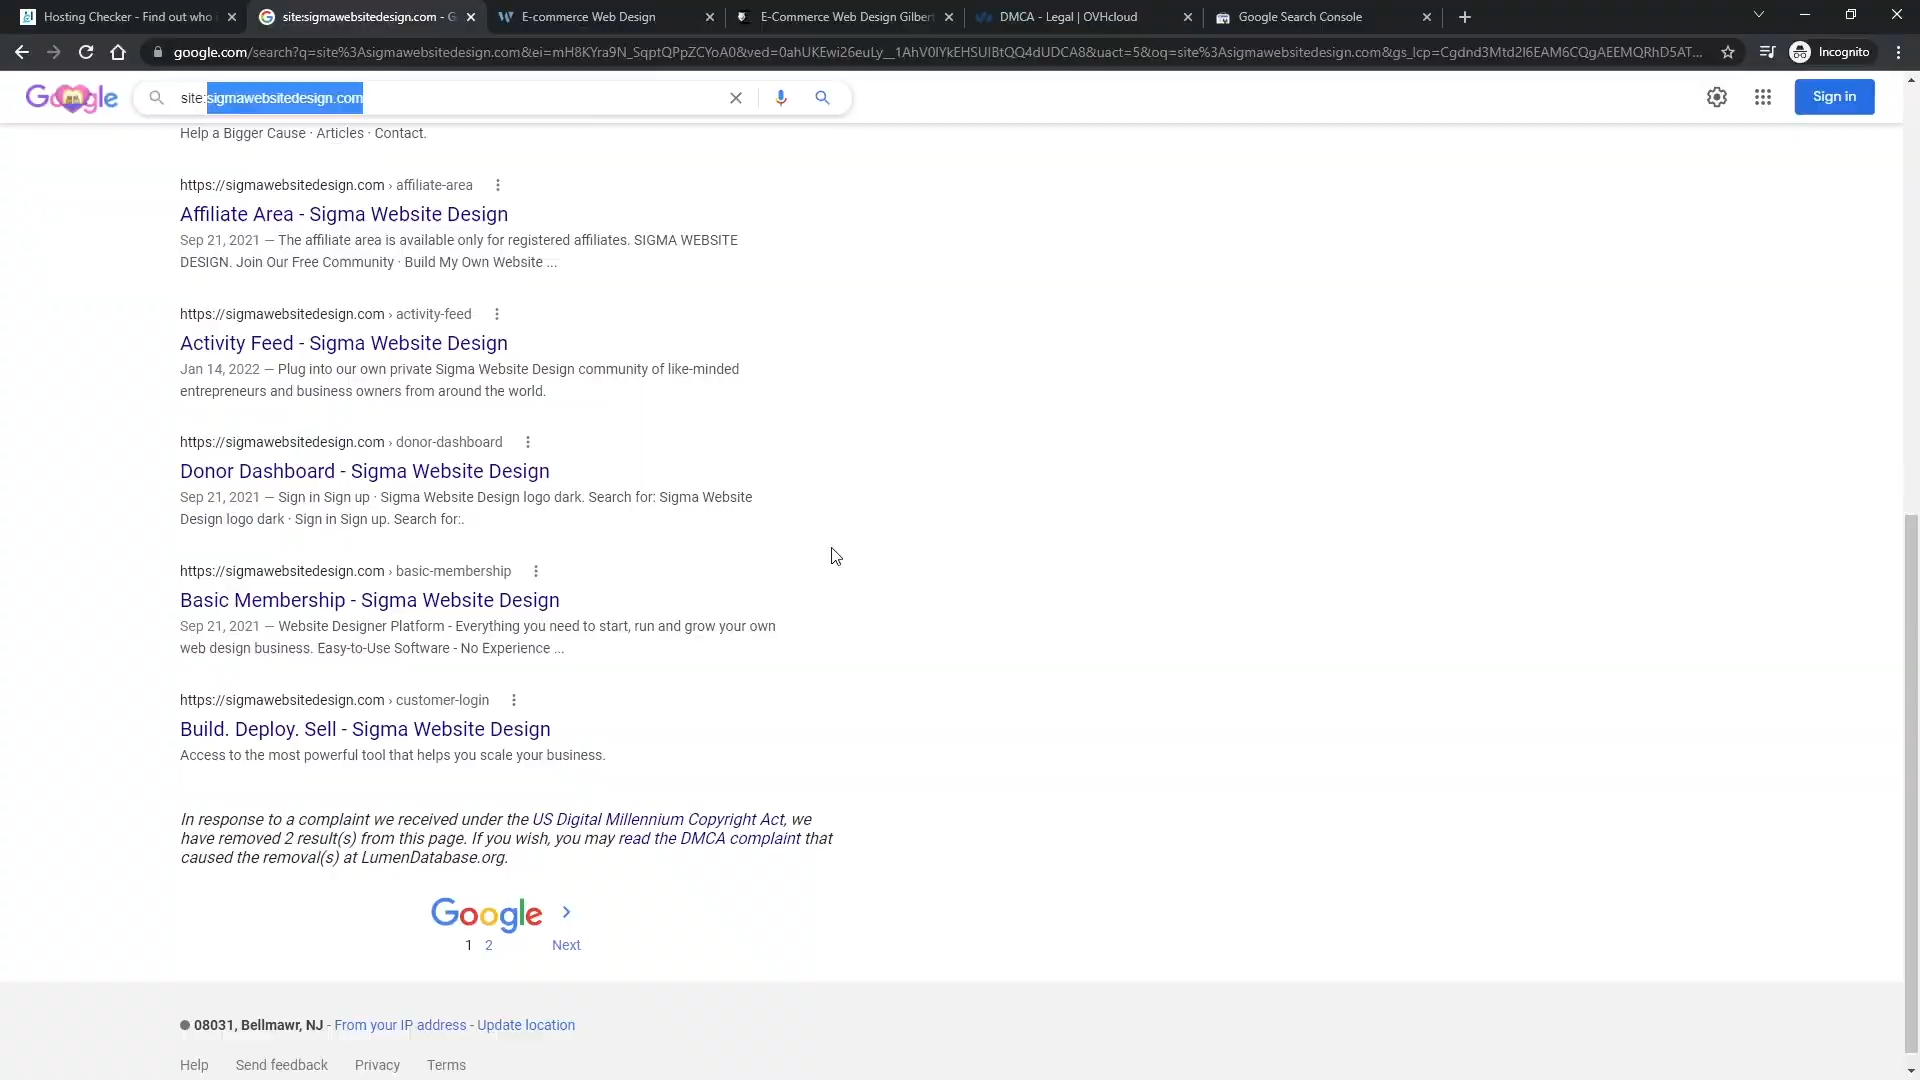 Hosting Checker - Find out who
site:sigmawebsitedesign.com - G
E-commerce Web Design
E-Commerce Web Design Gilbert
DMCA - Legal | OVHcloud
Google Search Console
google.com/search?q=site%3Asigmawebsitedesign.com&ei=mH8KYra9N_SqptQPpZCYoA0&ved=0ahUKEwi26euLy__1AhV0lYkEHSUIBtQQ4dUDCA8&uact=5&oq=site%3Asigmawebsitedesign.com&gs_lcp=Cgdnd3Mtd2l6EAM6CQgAEEMQRhD5AT...
Incognito
Google
site:sigmawebsitedesign.com
Sign in
Help a Bigger Cause · Articles · Contact.
https://sigmawebsitedesign.com › affiliate-area
Affiliate Area - Sigma Website Design
Sep 21, 2021 — The affiliate area is available only for registered affiliates. SIGMA WEBSITE
DESIGN. Join Our Free Community · Build My Own Website ...
https://sigmawebsitedesign.com › activity-feed
Activity Feed - Sigma Website Design
Jan 14, 2022 — Plug into our own private Sigma Website Design community of like-minded
entrepreneurs and business owners from around the world.
https://sigmawebsitedesign.com › donor-dashboard
Donor Dashboard - Sigma Website Design
Sep 21, 2021 — Sign in Sign up · Sigma Website Design logo dark. Search for: Sigma Website
Design logo dark · Sign in Sign up. Search for:.
https://sigmawebsitedesign.com › basic-membership
Basic Membership - Sigma Website Design
Sep 21, 2021 — Website Designer Platform - Everything you need to start, run and grow your own
web design business. Easy-to-Use Software - No Experience ...
https://sigmawebsitedesign.com › customer-login
Build. Deploy. Sell - Sigma Website Design
Access to the most powerful tool that helps you scale your business.
In response to a complaint we received under the US Digital Millennium Copyright Act, we
have removed 2 result(s) from this page. If you wish, you may read the DMCA complaint that
caused the removal(s) at LumenDatabase.org.
Google >
1 2 Next
08031, Bellmawr, NJ - From your IP address - Update location
Help Send feedback Privacy Terms